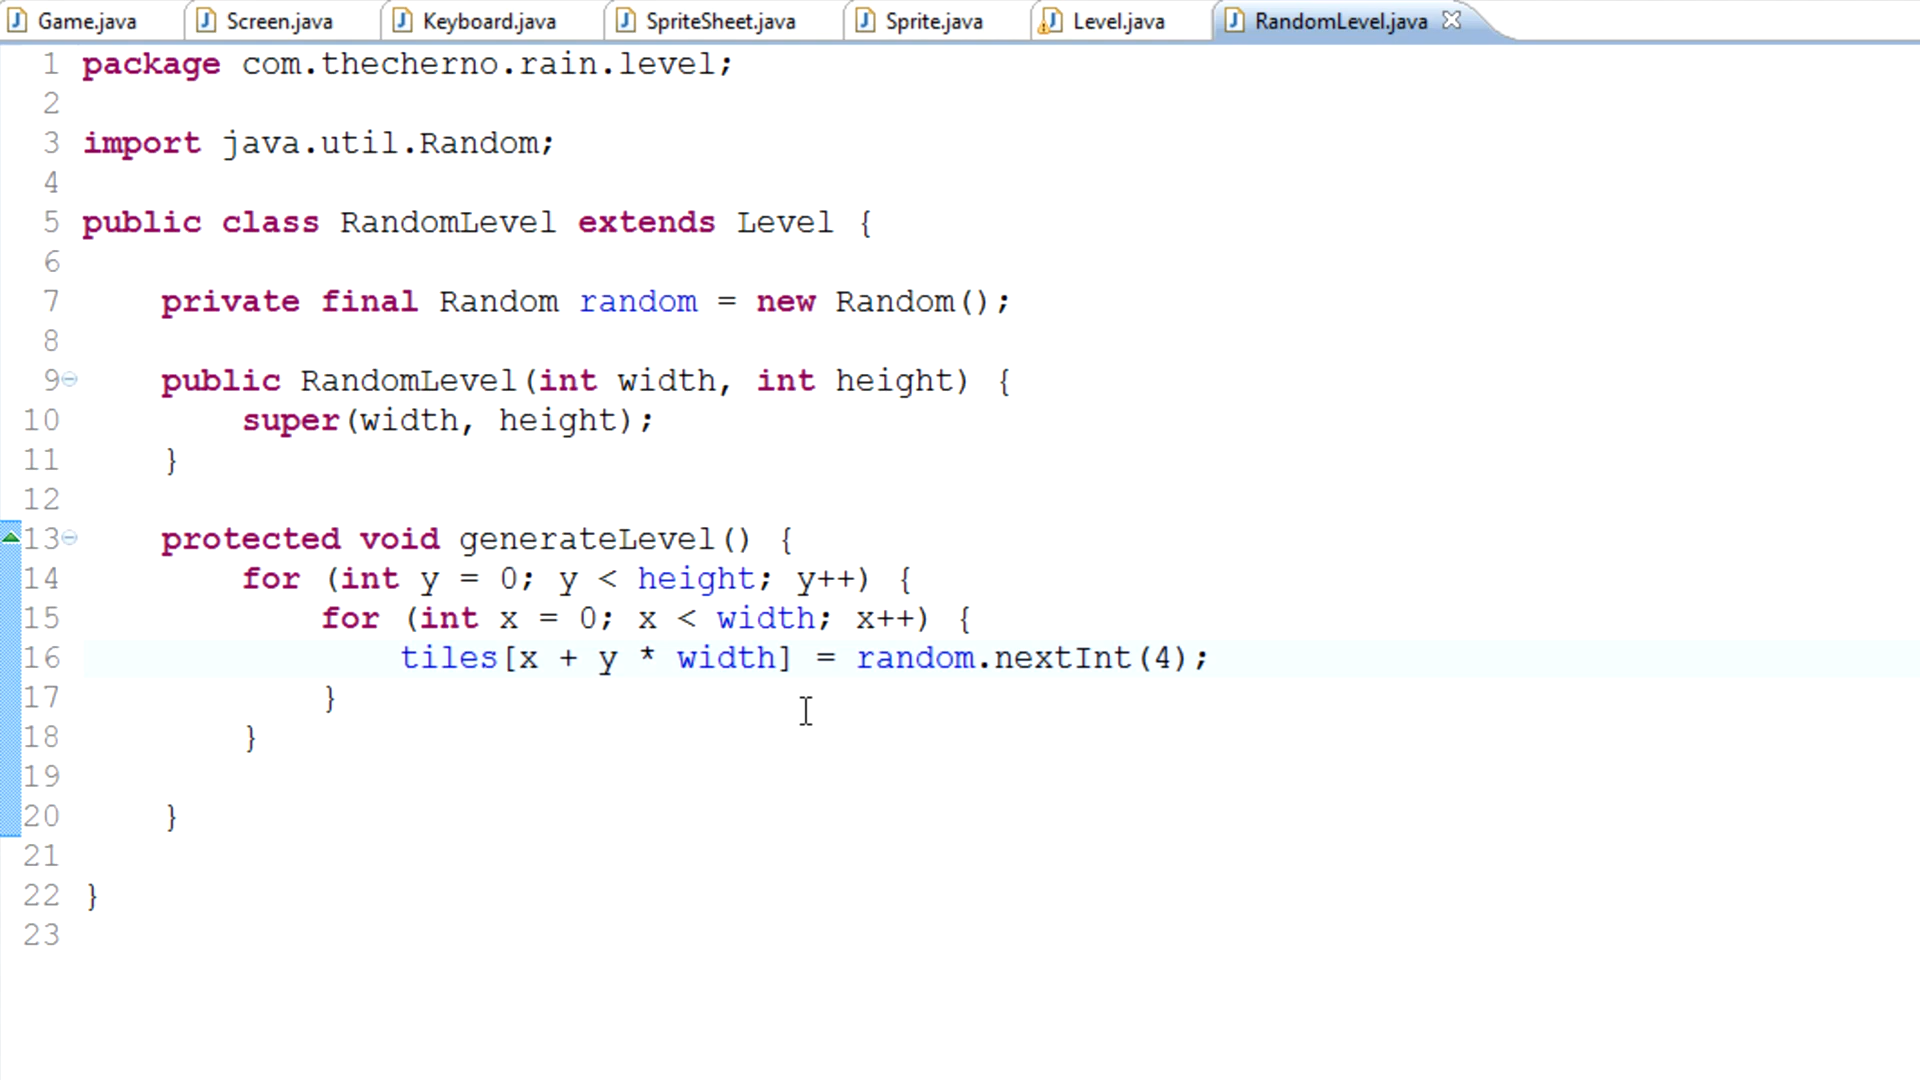 Game.java Screen.java Keyboard.java SpriteSheet.java Sprite.java Level.java RandomLevel.java
1 package com.thecherno.rain.level;
2
3 import java.util.Random;
4
5 public class RandomLevel extends Level {
6
7 private final Random random = new Random();
8
9 public RandomLevel(int width, int height) {
10 super(width, height);
11 }
12
13 protected void generateLevel() {
14 for (int y = 0; y < height; y++) {
15 for (int x = 0; x < width; x++) {
16 tiles[x + y * width] = random.nextInt(4);
17 }
18 }
19
20 }
21
22 }
23